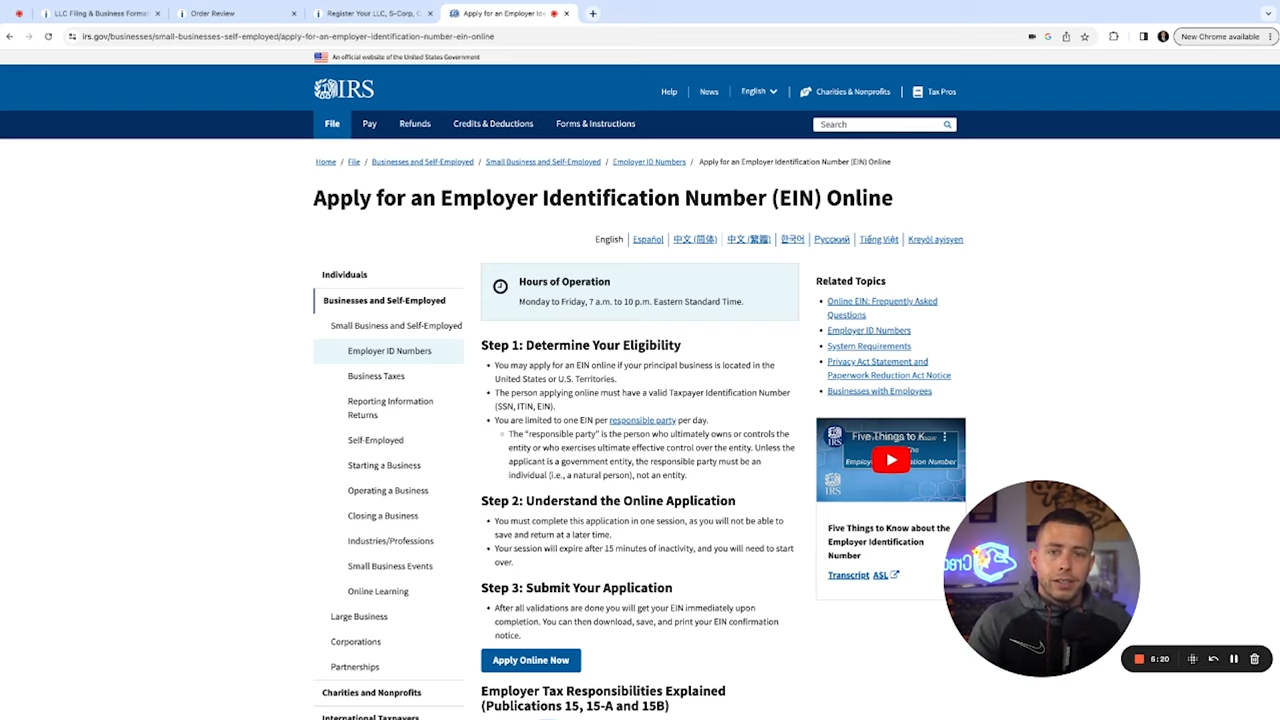 LLC Filing & Business Format
Order Review
Register Your LLC, S-Corp, C
Apply for an Employer Ide
irs.gov/businesses/small-businesses-self-employed/apply-for-an-employer-identification-number-ein-online
New Chrome available
An official website of the United States Government
IRS
Help
News
English
Charities & Nonprofits
Tax Pros
File
Pay
Refunds
Credits & Deductions
Forms & Instructions
Search
Home / File / Businesses and Self-Employed / Small Business and Self-Employed / Employer ID Numbers / Apply for an Employer Identification Number (EIN) Online
Apply for an Employer Identification Number (EIN) Online
English
Español
中文 (简体)
中文 (繁體)
한국어
Русский
Tiếng Việt
Kreyòl ayisyen
Individuals
Businesses and Self-Employed
Small Business and Self-Employed
Employer ID Numbers
Business Taxes
Reporting Information
Returns
Self-Employed
Starting a Business
Operating a Business
Closing a Business
Industries/Professions
Small Business Events
Online Learning
Large Business
Corporations
Partnerships
Charities and Nonprofits
International Taxpayers
Hours of Operation
Monday to Friday, 7 a.m. to 10 p.m. Eastern Standard Time.
Step 1: Determine Your Eligibility
You may apply for an EIN online if your principal business is located in the
United States or U.S. Territories.
The person applying online must have a valid Taxpayer Identification Number
(SSN, ITIN, EIN).
You are limited to one EIN per responsible party per day.
The “responsible party” is the person who ultimately owns or controls the
entity or who exercises ultimate effective control over the entity. Unless the
applicant is a government entity, the responsible party must be an
individual (i.e., a natural person), not an entity.
Step 2: Understand the Online Application
You must complete this application in one session, as you will not be able to
save and return at a later time.
Your session will expire after 15 minutes of inactivity, and you will need to start
over.
Step 3: Submit Your Application
After all validations are done you will get your EIN immediately upon
completion. You can then download, save, and print your EIN confirmation
notice.
Apply Online Now
Employer Tax Responsibilities Explained
(Publications 15, 15-A and 15B)
Related Topics
Online EIN: Frequently Asked
Questions
Employer ID Numbers
System Requirements
Privacy Act Statement and
Paperwork Reduction Act Notice
Businesses with Employees
Five Things to K...
IRS
Five Things to Know about the
Employer Identification
Number
Transcript ASL
5:20